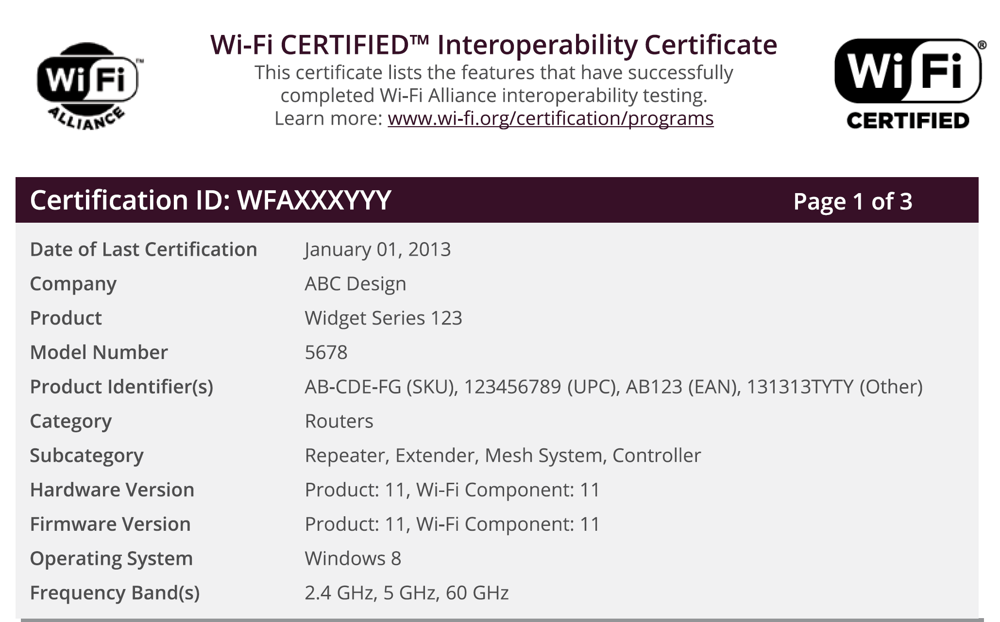 Wi-Fi CERTIFIED™ Interoperability Certificate
This certificate lists the features that have successfully
completed Wi-Fi Alliance interoperability testing.
Learn more: www.wi-fi.org/certification/programs
Wi Fi™
ALLIANCE
Wi Fi®
CERTIFIED
Certification ID: WFAXXXYYY Page 1 of 3
Date of Last Certification January 01, 2013
Company ABC Design
Product Widget Series 123
Model Number 5678
Product Identifier(s) AB-CDE-FG (SKU), 123456789 (UPC), AB123 (EAN), 131313TYTY (Other)
Category Routers
Subcategory Repeater, Extender, Mesh System, Controller
Hardware Version Product: 11, Wi-Fi Component: 11
Firmware Version Product: 11, Wi-Fi Component: 11
Operating System Windows 8
Frequency Band(s) 2.4 GHz, 5 GHz, 60 GHz